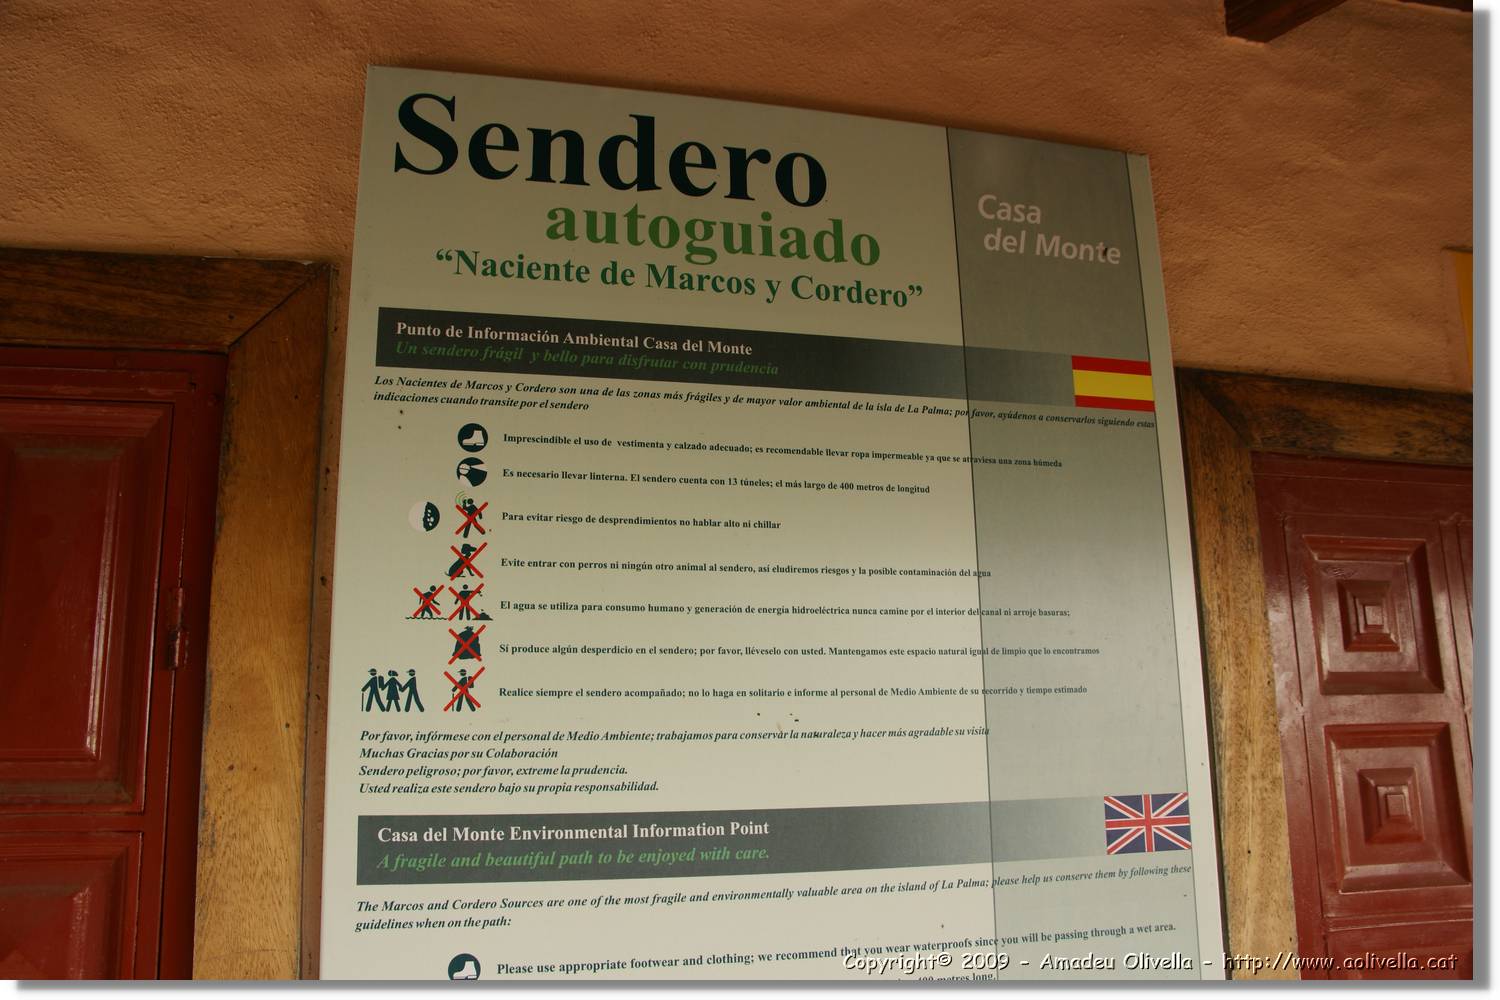 Sendero
autoguiado
“Naciente de Marcos y Cordero”
Casa
del Monte
Punto de Información Ambiental Casa del Monte
Un sendero frágil y bello para disfrutar con prudencia
Los Nacientes de Marcos y Cordero son una de las zonas más frágiles y de mayor valor ambiental de la isla de La Palma; por favor, ayúdenos a conservarlos siguiendo estas
indicaciones cuando transite por el sendero
Imprescindible el uso de vestimenta y calzado adecuado; es recomendable llevar ropa impermeable ya que se atraviesa una zona húmeda
Es necesario llevar linterna. El sendero cuenta con 13 túneles; el más largo de 400 metros de longitud
Para evitar riesgo de desprendimientos no hablar alto ni chillar
Evite entrar con perros ni ningún otro animal al sendero, así eludiremos riesgos y la posible contaminación del agua
El agua se utiliza para consumo humano y generación de energía hidroeléctrica nunca camine por el interior del canal ni arroje basuras;
Sí produce algún desperdicio en el sendero; por favor, lléveselo con usted. Mantengamos este espacio natural igual de limpio que lo encontramos
Realice siempre el sendero acompañado; no lo haga en solitario e informe al personal de Medio Ambiente de su recorrido y tiempo estimado
Por favor, infórmese con el personal de Medio Ambiente; trabajamos para conservar la naturaleza y hacer más agradable su visita
Muchas Gracias por su Colaboración
Sendero peligroso; por favor, extreme la prudencia.
Usted realiza este sendero bajo su propia responsabilidad.
Casa del Monte Environmental Information Point
A fragile and beautiful path to be enjoyed with care.
The Marcos and Cordero Sources are one of the most fragile and environmentally valuable area on the island of La Palma; please help us conserve them by following these
guidelines when on the path:
Please use appropriate footwear and clothing; we recommend that you wear waterproofs since you will be passing through a wet area.
400 metres long.
Copyright© 2009 - Amadeu Olivella - http://www.aolivella.cat